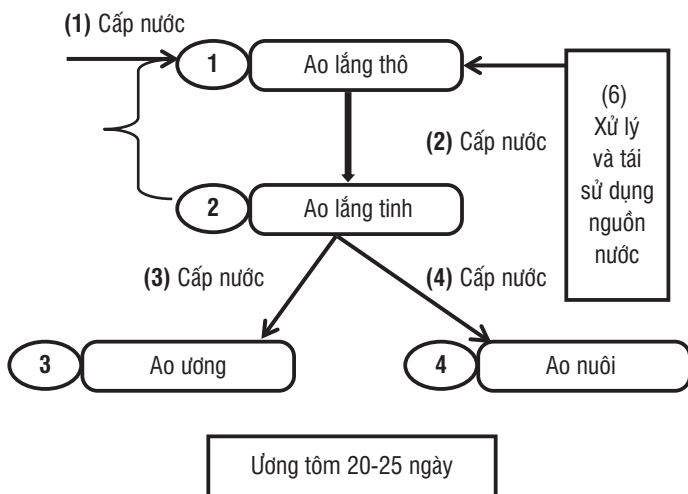 (1) Cấp nước
1
Ao lắng thô
(2) Cấp nước
(6)
Xử lý
và tái
sử dụng
nguồn
nước
2
Ao lắng tinh
(3) Cấp nước
(4) Cấp nước
3
Ao ương
4
Ao nuôi
Ương tôm 20-25 ngày